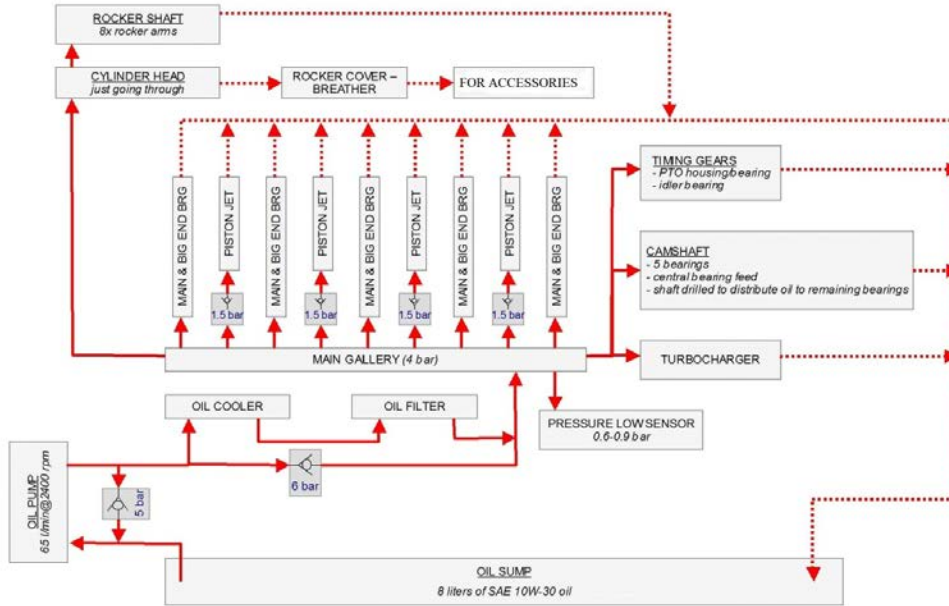 ROCKER SHAFT
8x rocker arms
CYLINDER HEAD
just going through
ROCKER COVER –
BREATHER
FOR ACCESSORIES
MAIN & BIG END BRG
PISTON JET
MAIN & BIG END BRG
PISTON JET
MAIN & BIG END BRG
PISTON JET
MAIN & BIG END BRG
PISTON JET
MAIN & BIG END BRG
1.5 bar
1.5 bar
1.5 bar
1.5 bar
TIMING GEARS
- PTO housing/bearing
- idler bearing
CAMSHAFT
- 5 bearings
- central bearing feed
- shaft drilled to distribute oil to remaining bearings
MAIN GALLERY (4 bar)
TURBOCHARGER
OIL COOLER
OIL FILTER
PRESSURE LOW SENSOR
0.6-0.9 bar
6 bar
5 bar
OIL PUMP
65 l/min@2400 rpm
OIL SUMP
8 liters of SAE 10W-30 oil